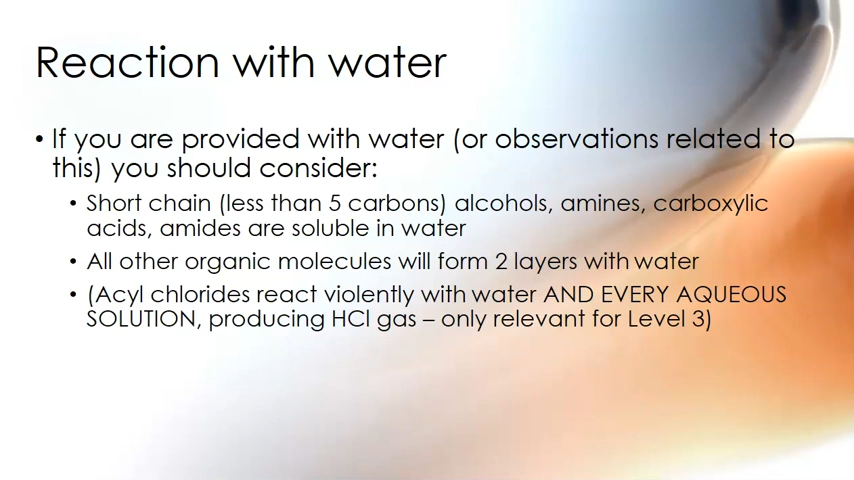 Reaction with water
• If you are provided with water (or observations related to
this) you should consider:
• Short chain (less than 5 carbons) alcohols, amines, carboxylic
acids, amides are soluble in water
• All other organic molecules will form 2 layers with water
• (Acyl chlorides react violently with water AND EVERY AQUEOUS
SOLUTION, producing HCl gas – only relevant for Level 3)